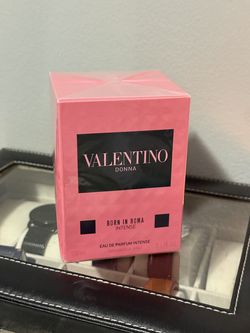 VALENTINO
DONNA
BORN IN ROMA
INTENSE
EAU DE PARFUM INTENSE